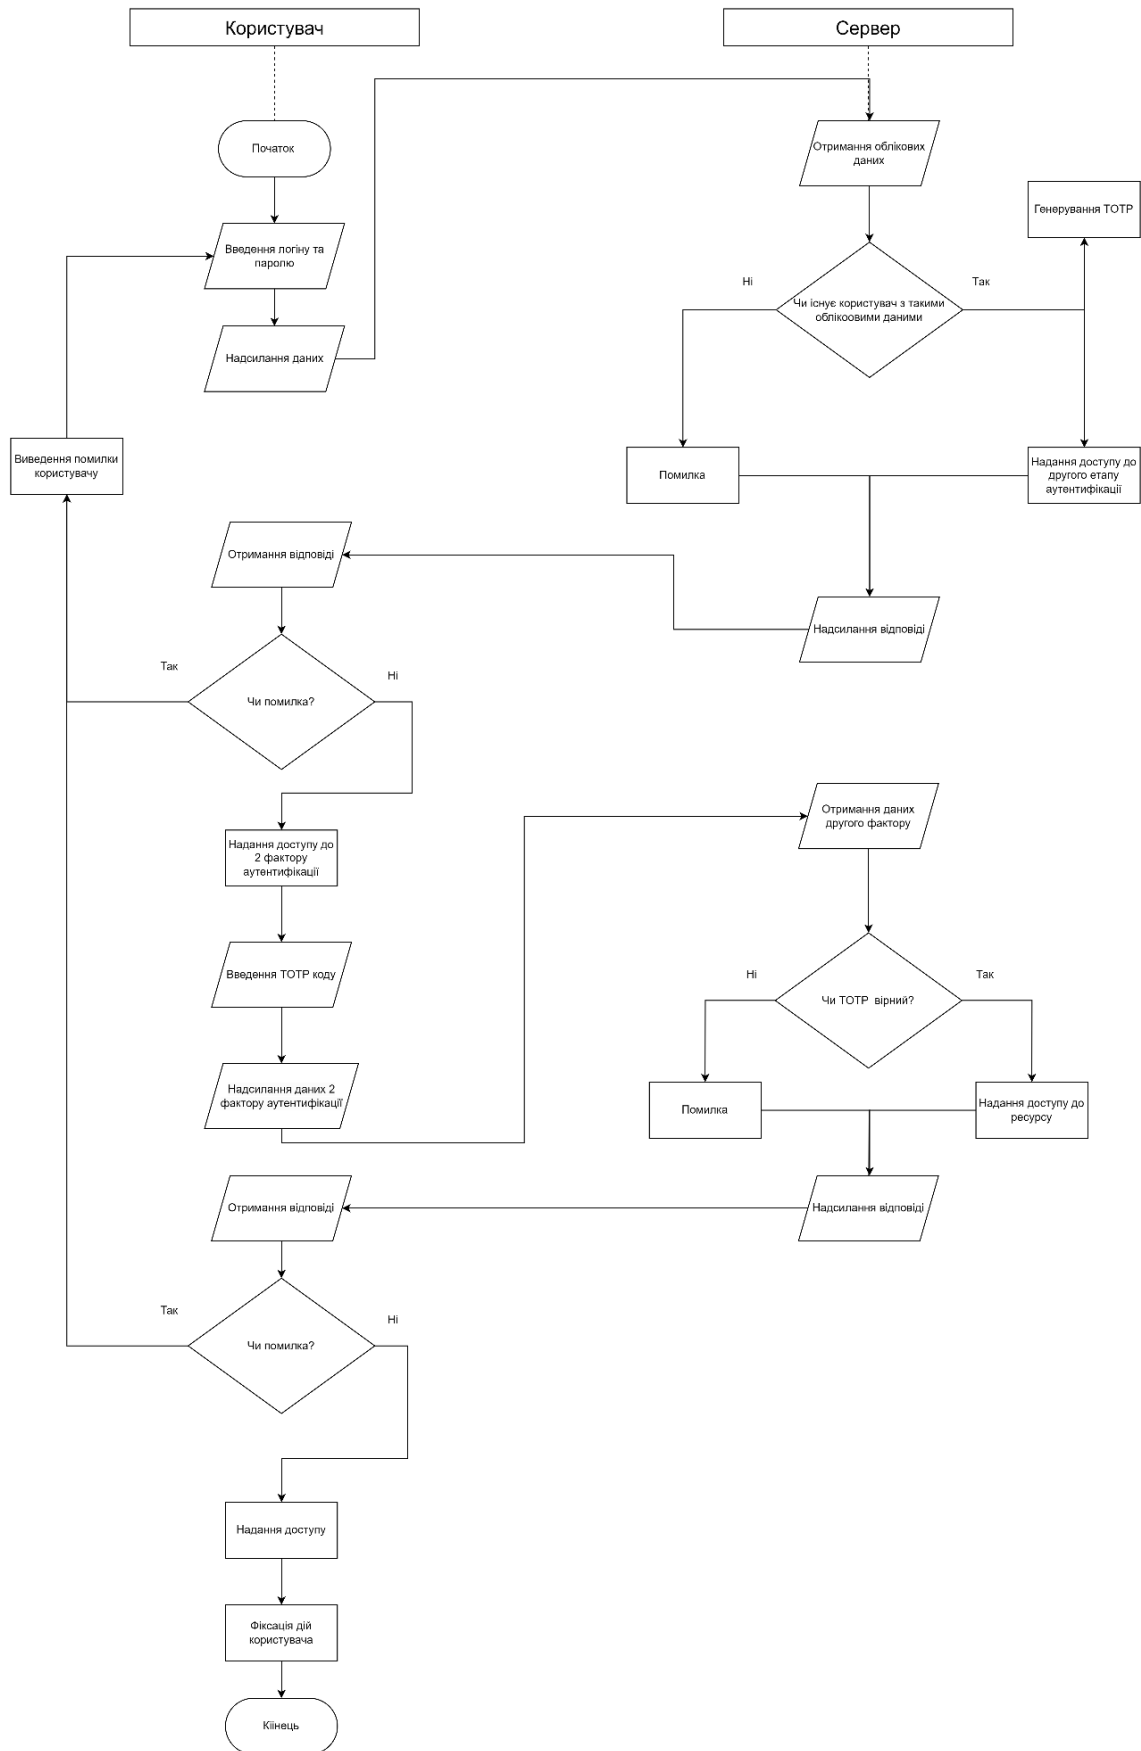 Користувач
Сервер
Початок
Отримання облікових
даних
Генерування TOTP
Введення логіну та
паролю
Ні
Так
Чи існує користувач з такими
облікоовими даними
Надсилання даних
Виведення помилки
користувачу
Помилка
Надання доступу до
другого етапу
аутентифікації
Отримання відповіді
Надсилання відповіді
Так
Ні
Чи помилка?
Отримання даних
другого фактору
Надання доступу до
2 фактору
аутентифікації
Введення TOTP коду
Ні
Так
Чи TOTP вірний?
Надсилання даних 2
фактору аутентифікації
Помилка
Надання доступу до
ресурсу
Отримання відповіді
Надсилання відповіді
Так
Ні
Чи помилка?
Надання доступу
Фіксація дій
користувача
Кіінець